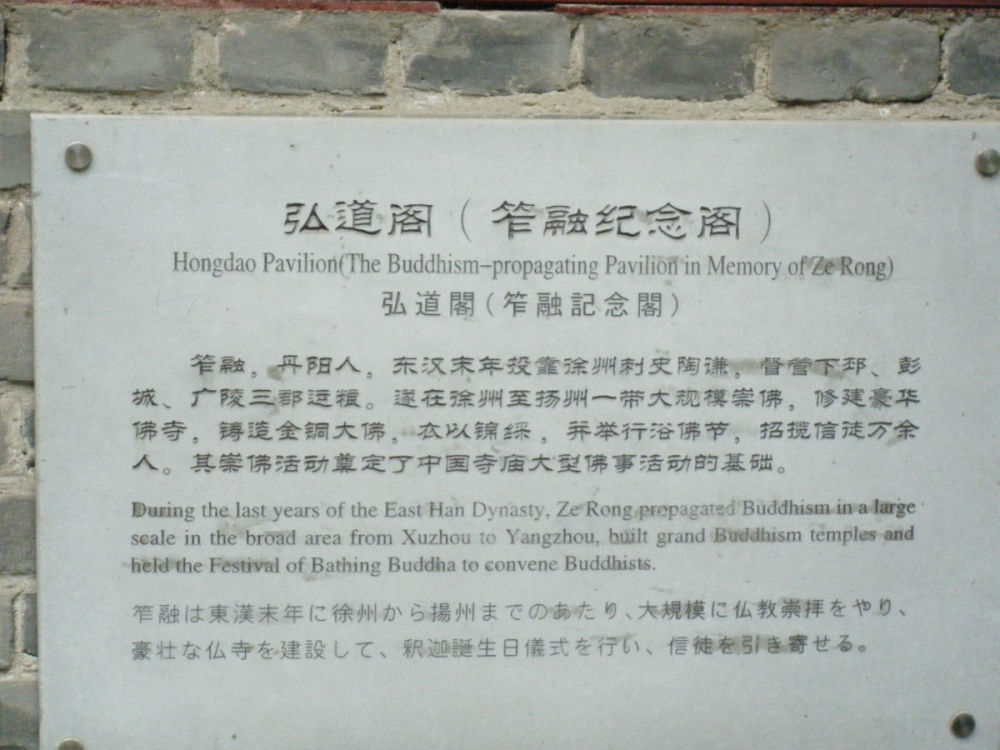 弘道阁（笮融纪念阁）
Hongdao Pavilion(The Buddhism-propagating Pavilion in Memory of Ze Rong)
弘道閣（笮融記念閣）
笮融，丹阳人，东汉末年投靠徐州刺史陶谦，督管下邳、彭
城、广陵三郡运粮。遂在徐州至扬州一带大规模崇佛，修建豪华
佛寺，铸造金铜大佛，衣以锦綵，并举行浴佛节，招揽信徒万余
人。其崇佛活动奠定了中国寺庙大型佛事活动的基础。
During the last years of the East Han Dynasty, Ze Rong propagated Buddhism in a large
scale in the broad area from Xuzhou to Yangzhou, built grand Buddhism temples and
held the Festival of Bathing Buddha to convene Buddhists.
笮融は東漢末年に徐州から揚州までのあたり、大規模に仏教崇拝をやり、
豪壮な仏寺を建設して、釈迦誕生日儀式を行い、信徒を引き寄せる。